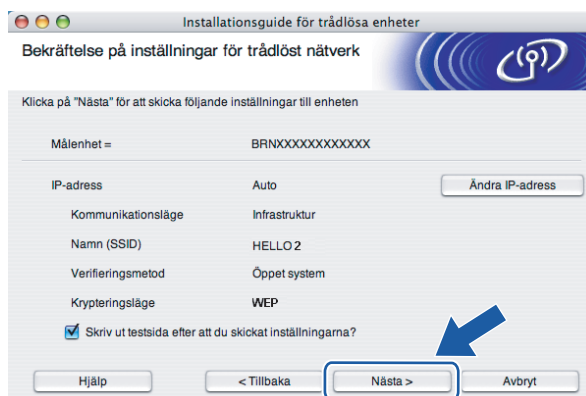 Installationsguide för trådlösa enheter
Bekräftelse på inställningar för trådlöst nätverk
Klicka på "Nästa" för att skicka följande inställningar till enheten
Målenhet = BRNXXXXXXXXXXXX
IP-adress Auto Ändra IP-adress
Kommunikationsläge Infrastruktur
Namn (SSID) HELLO 2
Verifieringsmetod Öppet system
Krypteringsläge WEP
Skriv ut testsida efter att du skickat inställningarna?
Hjälp < Tillbaka Nästa > Avbryt